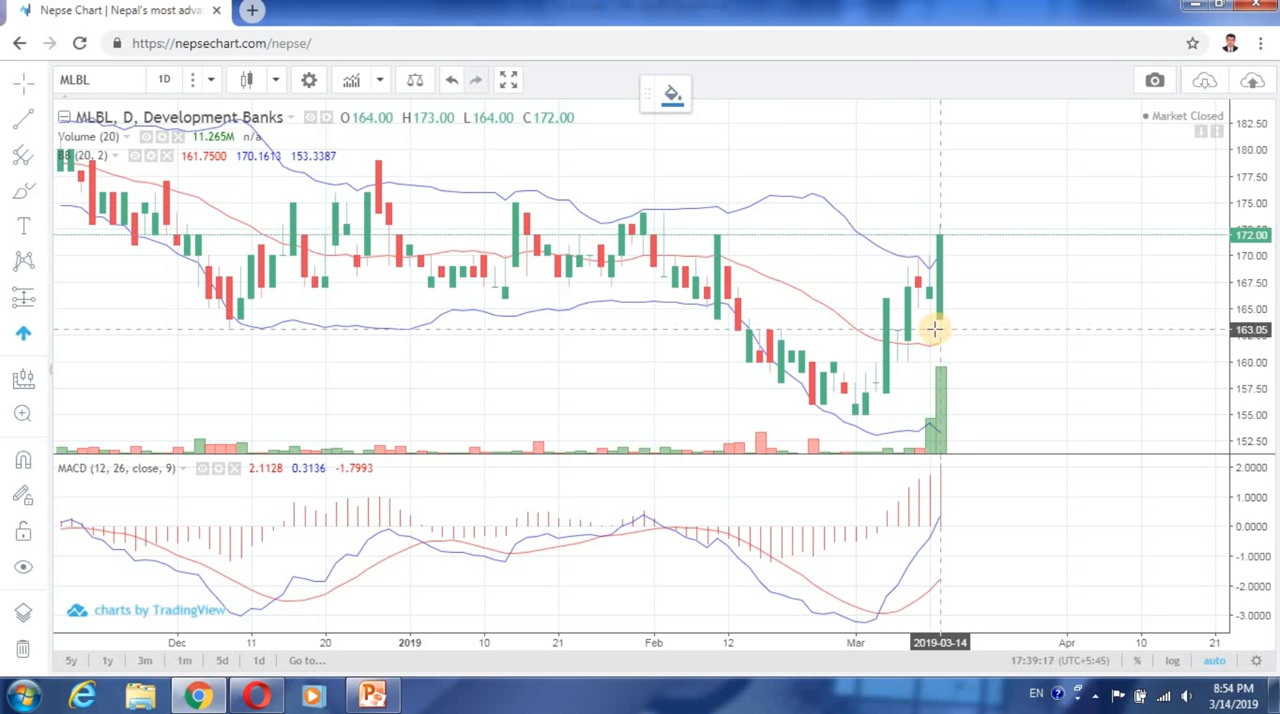 Nepse Chart | Nepal's most adva
https://nepsechart.com/nepse/
MLBL 1D
MLBL, D, Development Banks O 164.00 H 173.00 L 164.00 C 172.00
Market Closed
Volume (20) 11.265M n/a
BB (20, 2) 161.7500 170.1613 153.3387
182.50
180.00
177.50
175.00
172.00
170.00
167.50
165.00
163.05
160.00
157.50
155.00
152.50
MACD (12, 26, close, 9) 2.1128 0.3136 -1.7993
2.0000
1.0000
0.0000
-1.0000
-2.0000
-3.0000
charts by TradingView
Dec 11 20 2019 10 21 Feb 12 Mar 2019-03-14 Apr 10 21
5y 1y 3m 1m 5d 1d Go to... 17:39:17 (UTC+5:45) % log auto
EN 8:54 PM
3/14/2019